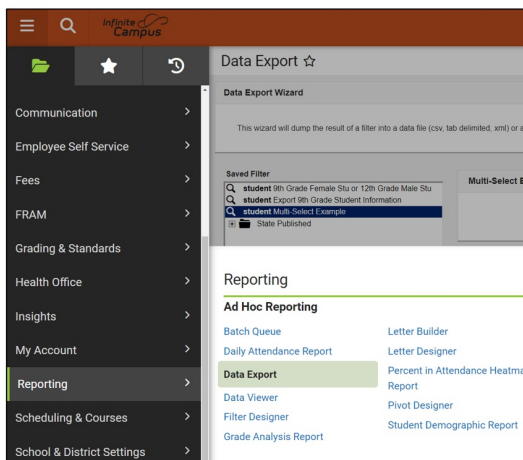 Infinite
Campus
Data Export
Data Export Wizard
This wizard will dump the result of a filter into a data file (csv, tab delimited, xml) or a
Saved Filter
student 9th Grade Female Stu or 12th Grade Male Stu
student Export 9th Grade Student Information
student Multi-Select Example
State Published
Multi-Select E
Communication
Employee Self Service
Fees
FRAM
Grading & Standards
Health Office
Insights
My Account
Reporting
Scheduling & Courses
School & District Settings
Reporting
Ad Hoc Reporting
Batch Queue
Daily Attendance Report
Data Export
Data Viewer
Filter Designer
Grade Analysis Report
Letter Builder
Letter Designer
Percent in Attendance Heatma
Report
Pivot Designer
Student Demographic Report